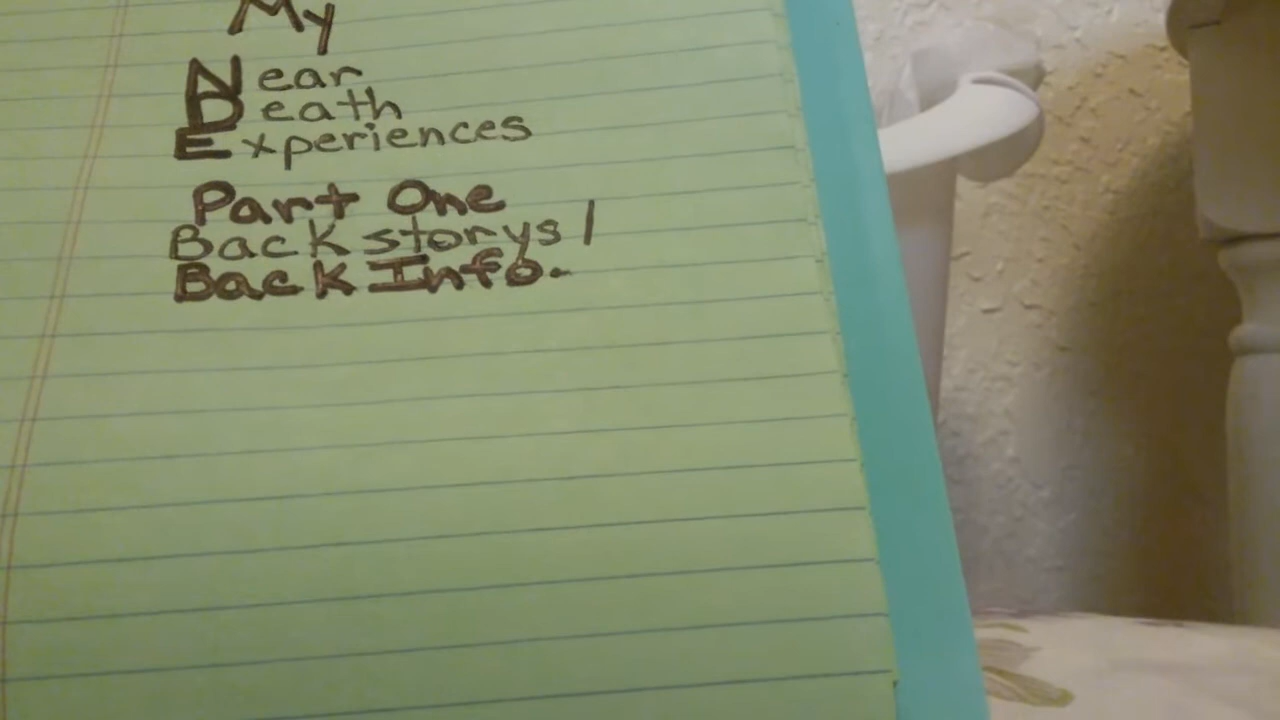 My
Near
Death
Experiences
Part One
Back storys /
Back Info.